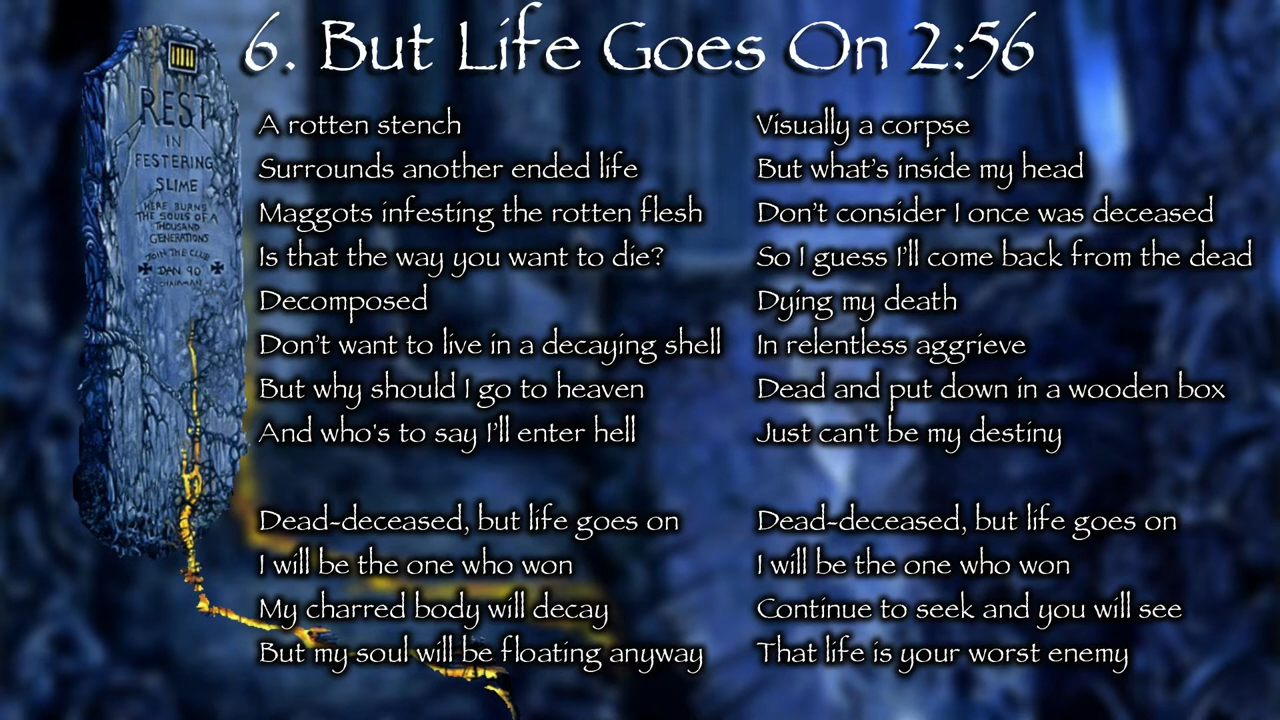 6. But Life Goes On 2:56
REST
IN
FESTERING
SLIME
HERE BURNS
THE SOULS OF A
THOUSAND
GENERATIONS
JOIN THE CLUB
DAN 90
CHAIRMAN
A rotten stench
Surrounds another ended life
Maggots infesting the rotten flesh
Is that the way you want to die?
Decomposed
Don't want to live in a decaying shell
But why should I go to heaven
And who's to say I'll enter hell
Dead-deceased, but life goes on
I will be the one who won
My charred body will decay
But my soul will be floating anyway
Visually a corpse
But what's inside my head
Don't consider I once was deceased
So I guess I'll come back from the dead
Dying my death
In relentless aggrieve
Dead and put down in a wooden box
Just can't be my destiny
Dead-deceased, but life goes on
I will be the one who won
Continue to seek and you will see
That life is your worst enemy